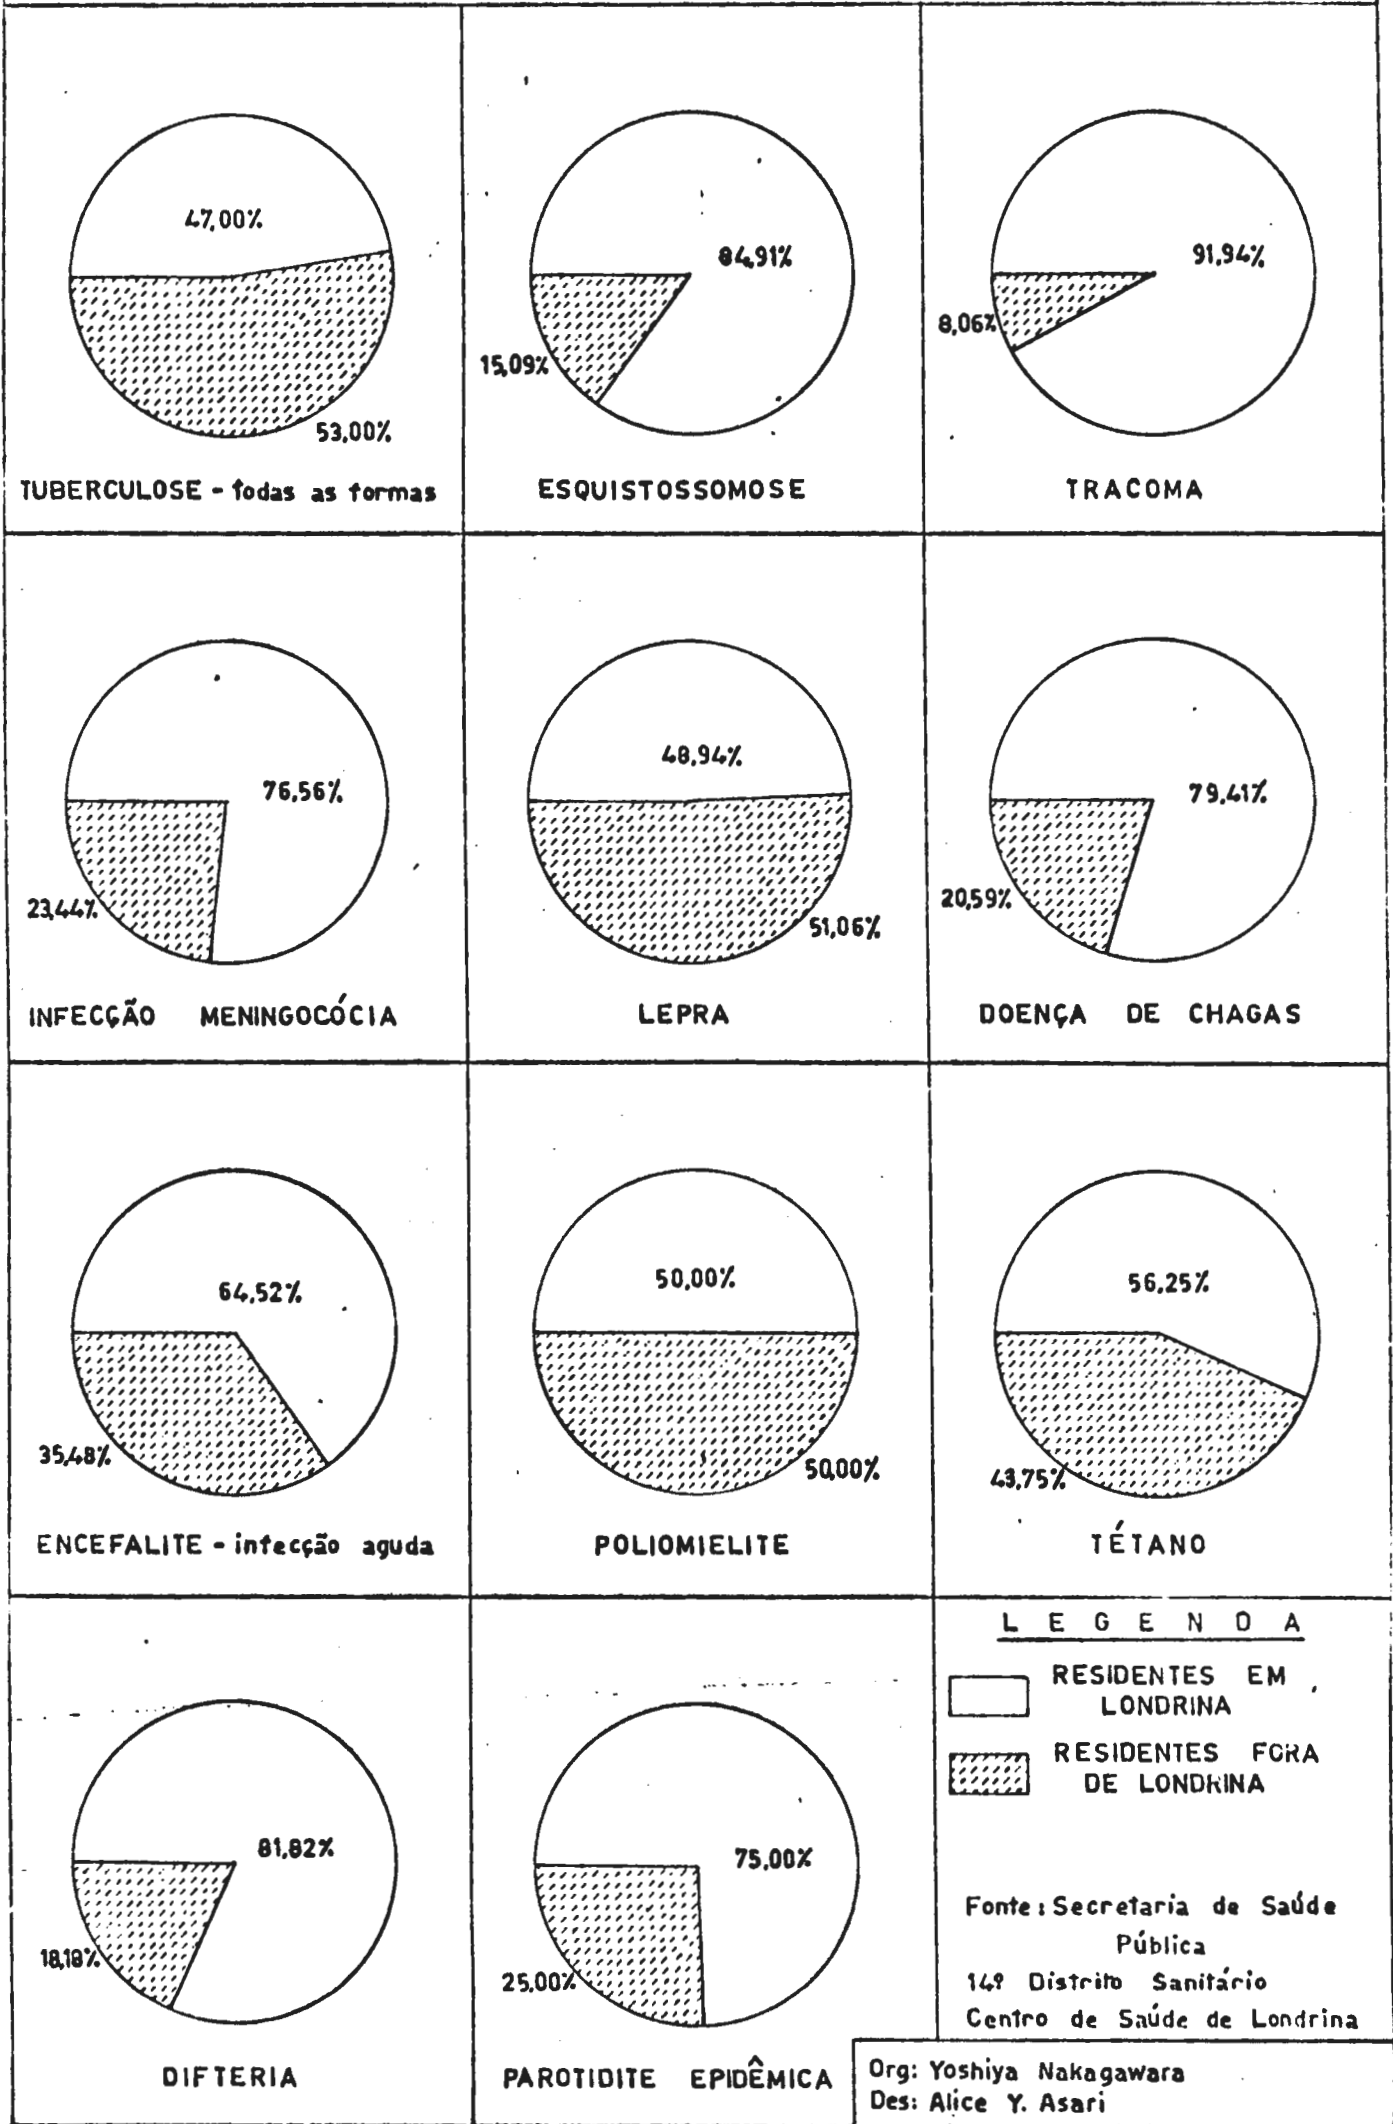 47,00%
53,00%
TUBERCULOSE - todas as formas
84,91%
15,09%
ESQUISTOSSOMOSE
91,94%
8,06%
TRACOMA
76,56%
23,44%
INFECÇÃO MENINGOCÓCIA
48,94%
51,06%
LEPRA
79,41%
20,59%
DOENÇA DE CHAGAS
64,52%
35,48%
ENCEFALITE - infecção aguda
50,00%
50,00%
POLIOMIELITE
56,25%
43,75%
TÉTANO
81,82%
18,18%
DIFTERIA
75,00%
25,00%
PAROTIDITE EPIDÊMICA
LEGENDA
RESIDENTES EM
LONDRINA
RESIDENTES FORA
DE LONDRINA
Fonte: Secretaria de Saúde
Pública
14º Distrito Sanitário
Centro de Saúde de Londrina
Org: Yoshiya Nakagawara
Des: Alice Y. Asari